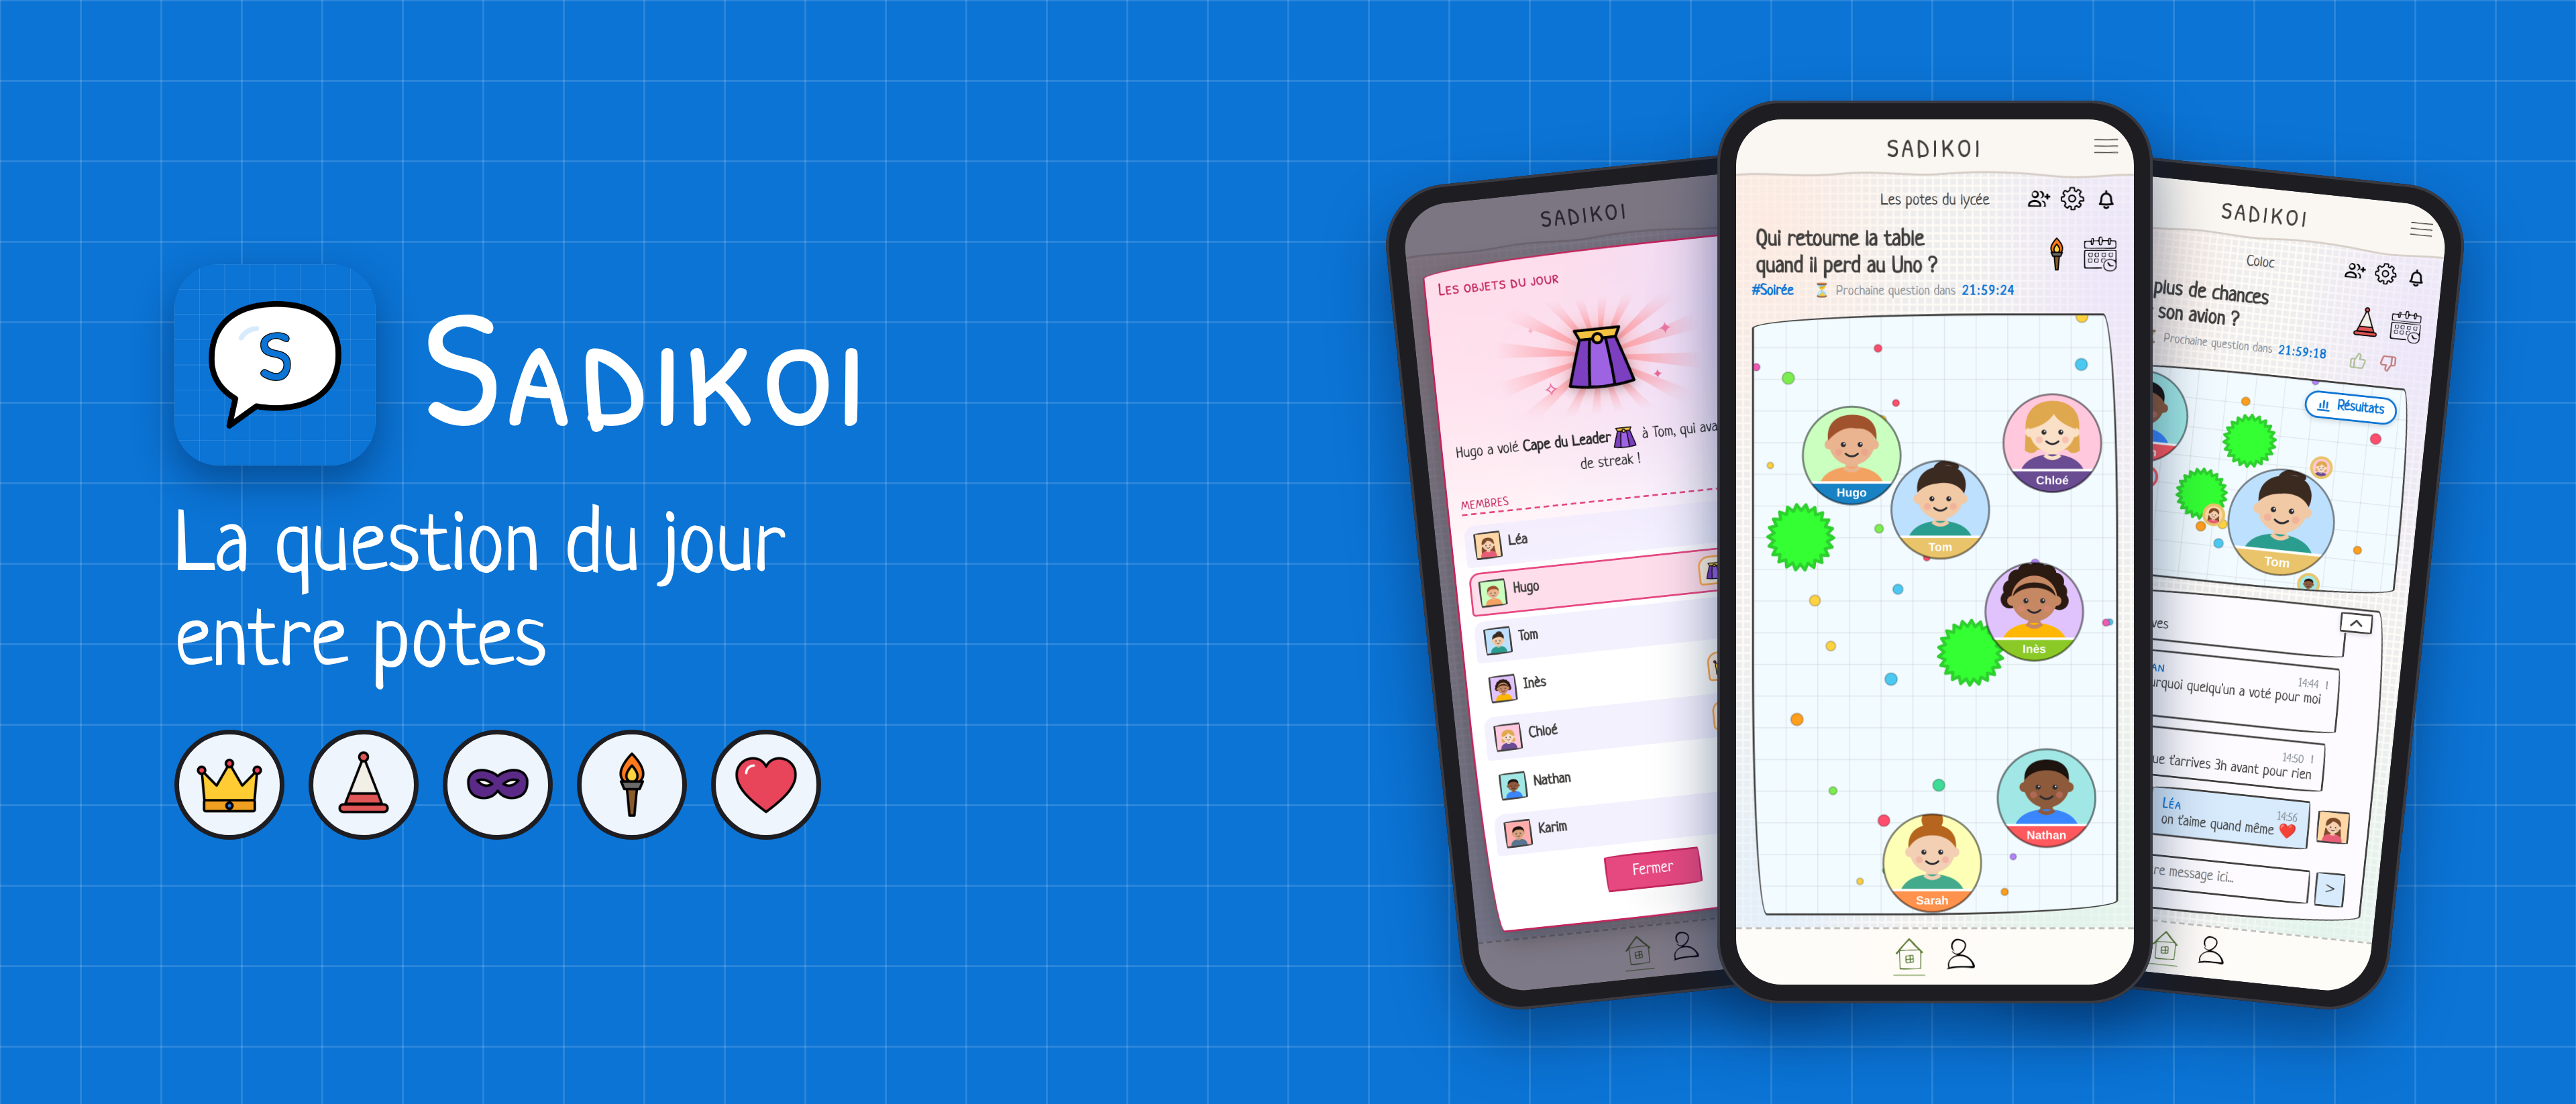 S
SADIKOI
La question du jour
entre potes
SADIKOI
LES OBJETS DU JOUR
Hugo a volé Cape du Leader à Tom, qui
de streak !
MEMBRES
Léa
Hugo
Tom
Inès
Chloé
Nathan
Karim
Fermer
SADIKOI
Les potes du lycée
Qui retourne la table
quand il perd au Uno ?
#Soirée Prochaine question dans 21:59:24
Hugo
Tom
Chloé
Inès
Nathan
Sarah
SADIKOI
Coloc
plus de chances
son avion ?
Prochaine question dans 21:59:18
Résultats
Tom
14:44
quelqu'un a voté pour moi
14:50
t'arrives 3h avant pour rien
LÉA
14:56
on t'aime quand même ❤️
message ici...
>